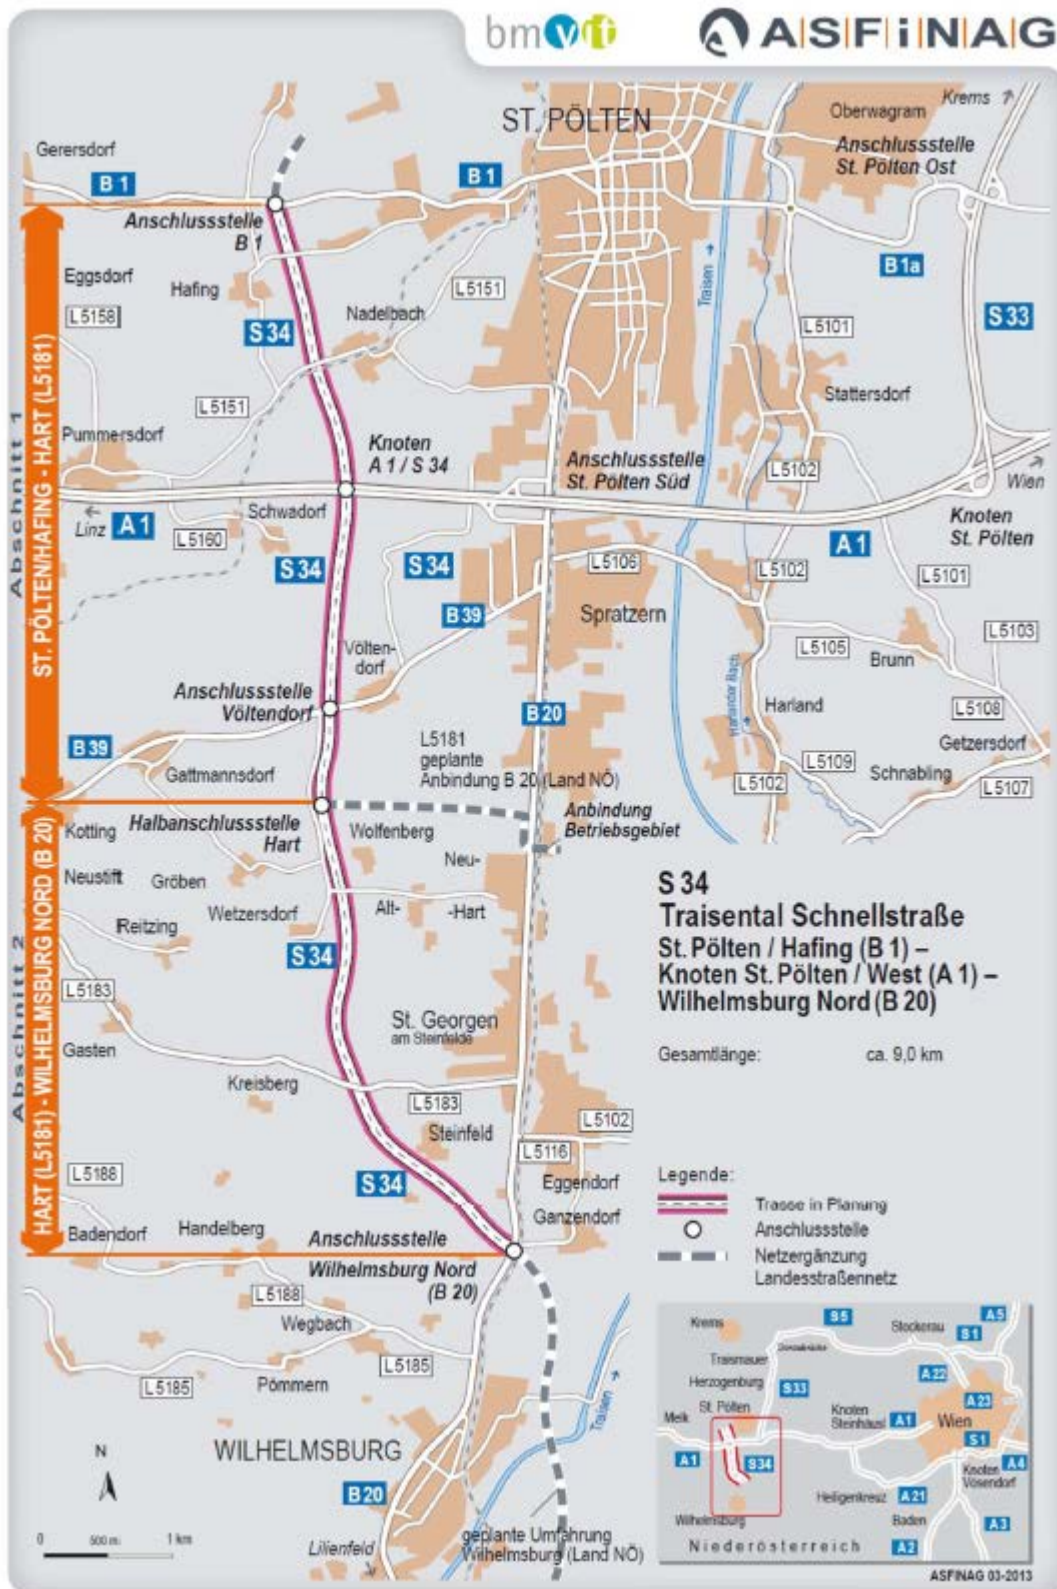 bmvit
ASFiNAG
Krems
ST. PÖLTEN
Oberwagram
Anschlussstelle
St. Pölten Ost
Gerersdorf
B 1
B 1
Anschlussstelle
B 1
Traisen
B1a
Eggsdorf
Hafing
L5151
L5158
Nadelbach
S 33
S 34
L5101
L5151
Stattersdorf
Pummersdorf
Knoten
A 1 / S 34
Anschlussstelle
St. Pölten Süd
L5102
Wien
Schwadorf
Linz
A 1
L5160
Knoten
St. Pölten
A 1
S 34
S 34
L5106
L5102
L5101
B 39
Spratzern
L5103
Völten-
dorf
L5105
Brunn
Harlander Bach
Anschlussstelle
Völtendorf
Harland
L5108
B 20
B 39
L5181
geplante
Anbindung B 20 (Land NÖ)
Getzersdorf
L5109
Gattmannsdorf
Schnabling
L5102
L5107
Anbindung
Betriebsgebiet
Kotting
Halbanschlussstelle
Hart
Wolfenberg
Neustift
Gröben
Neu-
Wetzersdorf
Alt-
-Hart
Reitzing
S 34
L5183
St. Georgen
am Steinfelde
Gasten
Kreisberg
L5183
Steinfeld
L5102
L5116
L5188
S 34
Eggendorf
Ganzendorf
Badendorf
Handelberg
Anschlussstelle
Wilhelmsburg Nord
(B 20)
L5188
Wegbach
L5185
L5185
Pömmern
Traisen
WILHELMSBURG
B 20
geplante Umfahrung
Wilhelmsburg (Land NÖ)
Lilienfeld
N
0 500 m 1 km
Abschnitt 1
ST. PÖLTENHAFING - HART (L5181)
Abschnitt 2
HART (L5181) - WILHELMSBURG NORD (B 20)
S 34
Traisental Schnellstraße
St. Pölten / Hafing (B 1) –
Knoten St. Pölten / West (A 1) –
Wilhelmsburg Nord (B 20)
Gesamtlänge: ca. 9,0 km
Legende:
Trasse in Planung
Anschlussstelle
Netzergänzung
Landesstraßennetz
S5
A5
Krems
Stockerau
S1
Traismauer
A22
Herzogenburg
S33
A23
St. Pölten
Knoten
Steinhäusl
A1
Wien
Melk
S1
A1
S34
A4
Knoten
Vösendorf
Heiligenkreuz
A21
Wilhelmsburg
Baden
A3
Niederösterreich
A2
ASFINAG 03-2013